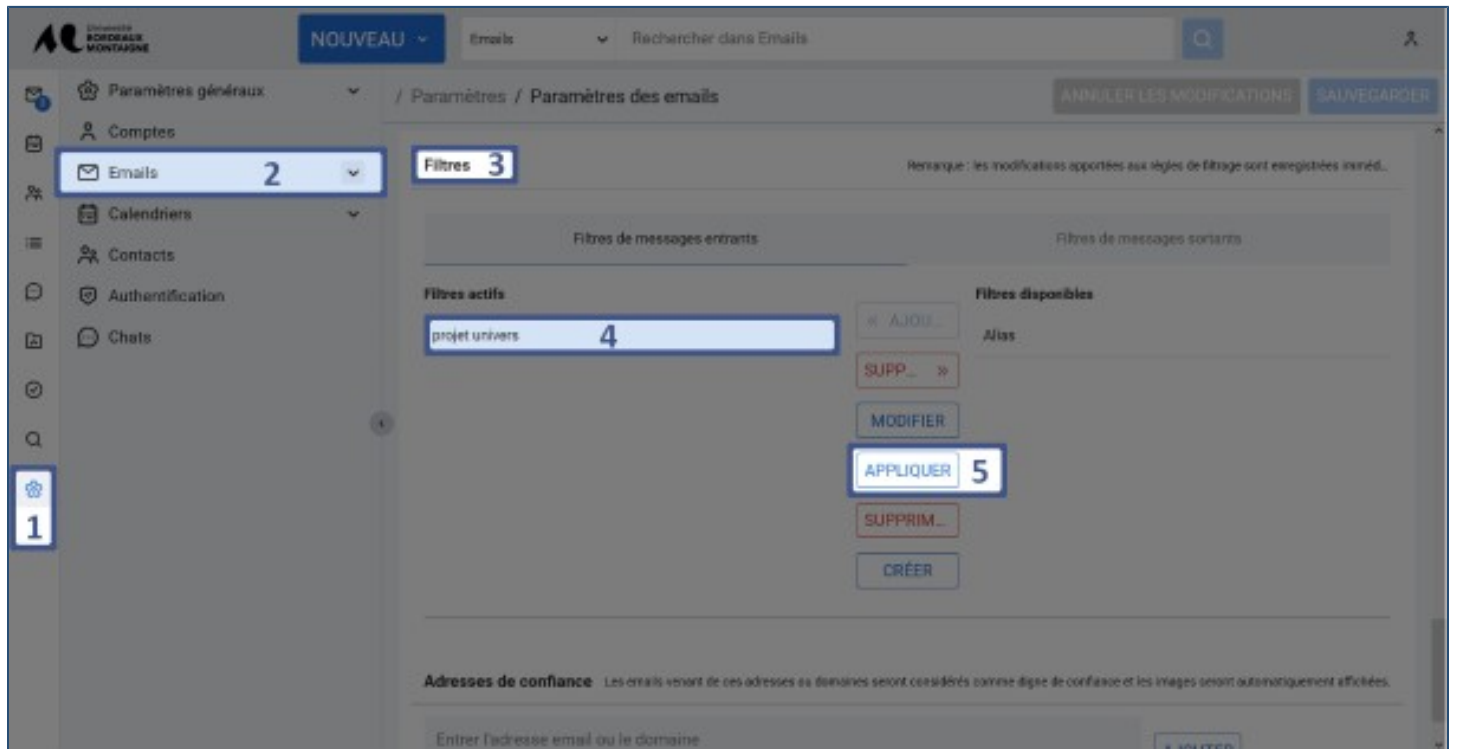 Université
BORDEAUX
MONTAIGNE
NOUVEAU
Emails
Rechercher dans Emails
Paramètres généraux
/ Paramètres / Paramètres des emails
ANNULER LES MODIFICATIONS
SAUVEGARDER
Comptes
Emails 2
Filtres 3
Remarque : les modifications apportées aux règles de filtrage sont enregistrées imméd...
Calendriers
Contacts
Authentification
Chats
1
Filtres de messages entrants
Filtres de messages sortants
Filtres actifs
Filtres disponibles
projet univers 4
« AJOU...
Alias
SUPP... »
MODIFIER
APPLIQUER 5
SUPPRIM...
CRÉER
Adresses de confiance Les emails venant de ces adresses ou domaines seront considérés comme digne de confiance et les images seront automatiquement affichées.
Entrer l'adresse email ou le domaine
AJOUTER